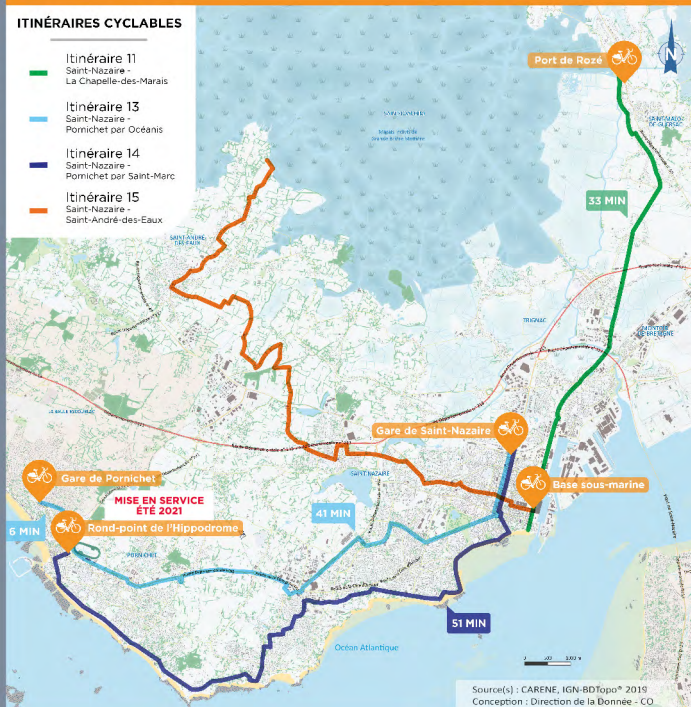 ITINÉRAIRES CYCLABLES
Itinéraire 11
Saint-Nazaire -
La Chapelle-des-Marais
Itinéraire 13
Saint-Nazaire -
Pornichet par Océanis
Itinéraire 14
Saint-Nazaire -
Pornichet par Saint-Marc
Itinéraire 15
Saint-Nazaire -
Saint-André-des-Eaux
N
Port de Rozé
33 MIN
SAINT-ANDRÉ
DES EAUX
TRIGNAC
Gare de Saint-Nazaire
Base sous-marine
SAINT-NAZAIRE
Gare de Pornichet
MISE EN SERVICE
ÉTÉ 2021
6 MIN
Rond-point de l'Hippodrome
41 MIN
PORNICHET
51 MIN
Océan Atlantique
Source(s) : CARENE, IGN-BDTopo® 2019
Conception : Direction de la Donnée - CO